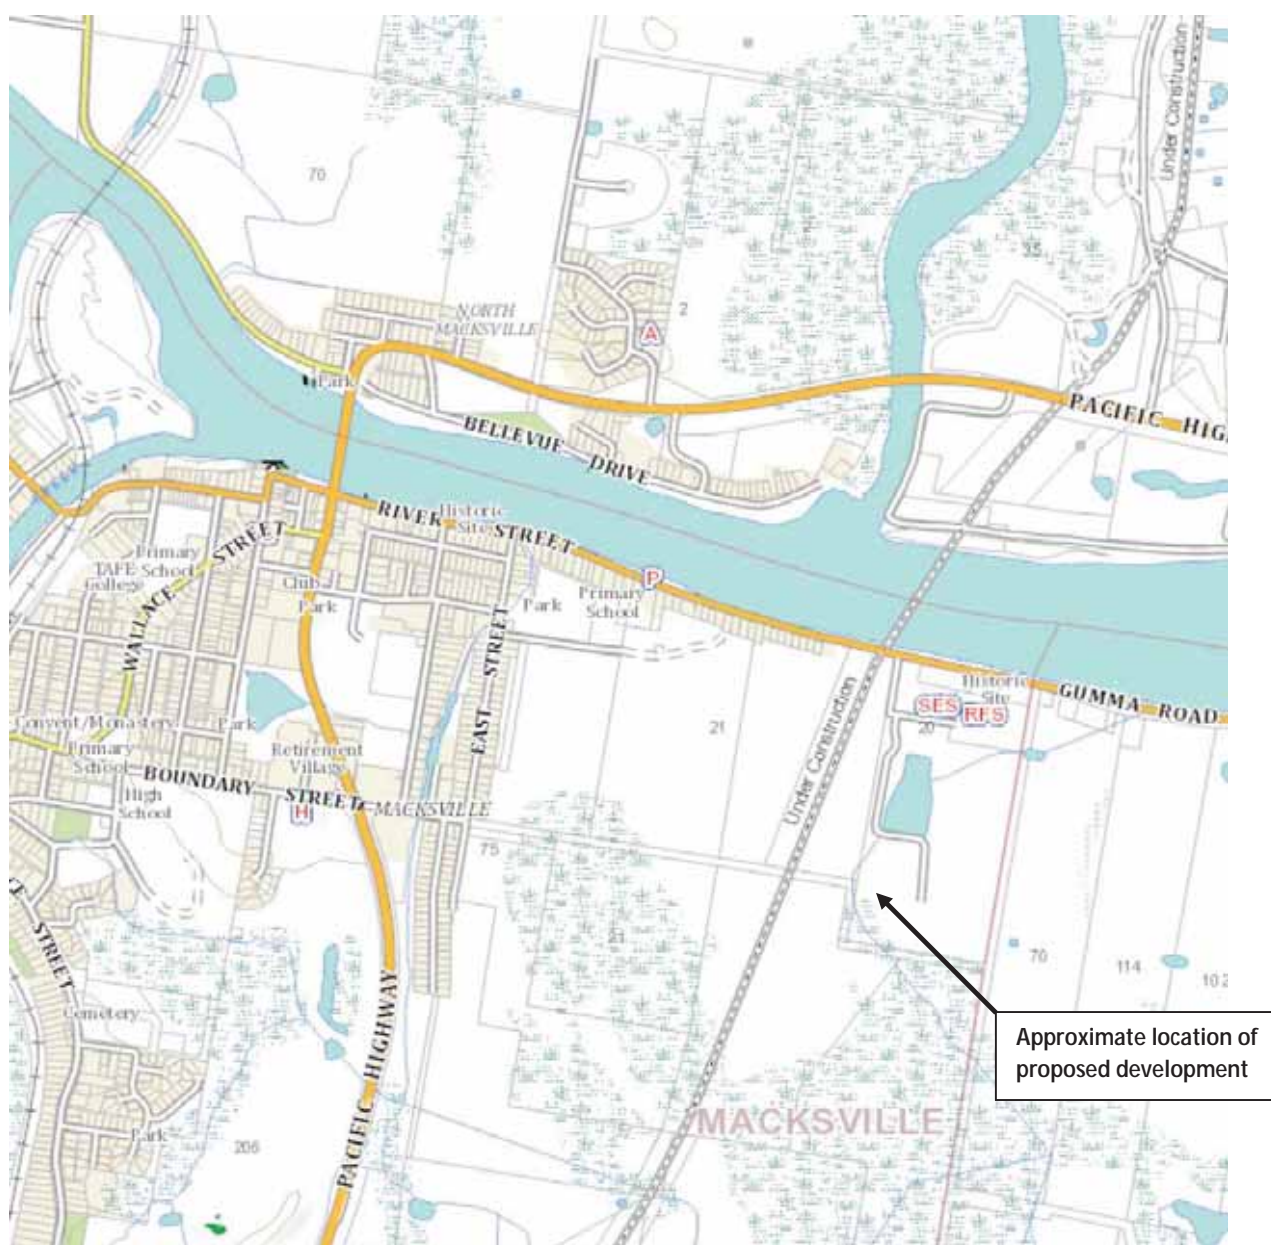 Under Construction
70
35
2
NORTH
MACKSVILLE
A
Park
PACIFIC HIG
BELLEVUE DRIVE
RIVER STREET
Historic
Site
WALLACE STREET
Primary
School
TAFE
College
Club
Park
P
Primary
School
Park
EAST STREET
Under Construction
Historic
Site
GUMMA ROAD
SES
RFS
20
21
Convent/Monastery
Park
Primary
School
Retirement
Village
BOUNDARY STREET
MACKSVILLE
High
School
H
75
STREET
70
114
102
Cemetery
PACIFIC HIGHWAY
Approximate location of
proposed development
MACKSVILLE
Park
206